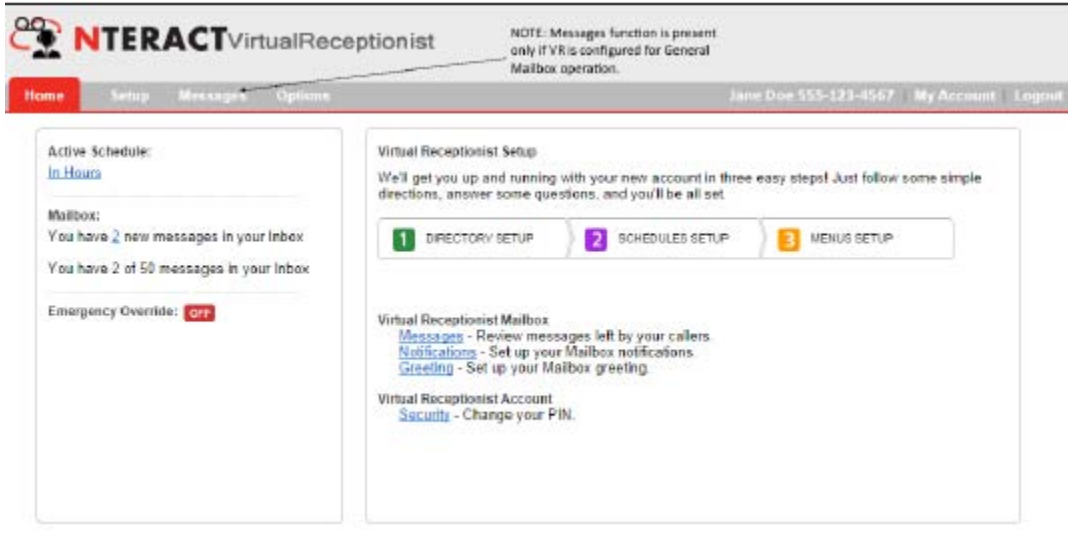 NTERACTVirtualReceptionist
NOTE: Messages function is present
only if VR is configured for General
Mailbox operation.
Home Setup Messages Options Jane Doe 555-123-4567 My Account Logout
Active Schedule:
In Hours
Mailbox:
You have 2 new messages in your Inbox
You have 2 of 50 messages in your Inbox
Emergency Override: OFF
Virtual Receptionist Setup
We'll get you up and running with your new account in three easy steps! Just follow some simple
directions, answer some questions, and you'll be all set.
1 DIRECTORY SETUP 2 SCHEDULES SETUP 3 MENUS SETUP
Virtual Receptionist Mailbox
Messages - Review messages left by your callers.
Notifications - Set up your Mailbox notifications.
Greeting - Set up your Mailbox greeting.
Virtual Receptionist Account
Security - Change your PIN.